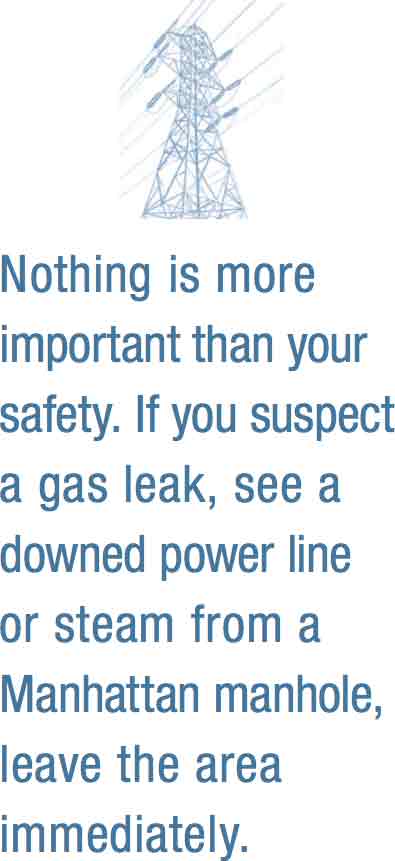 Nothing is more
important than your
safety. If you suspect
a gas leak, see a
downed power line
or steam from a
Manhattan manhole,
leave the area
immediately.